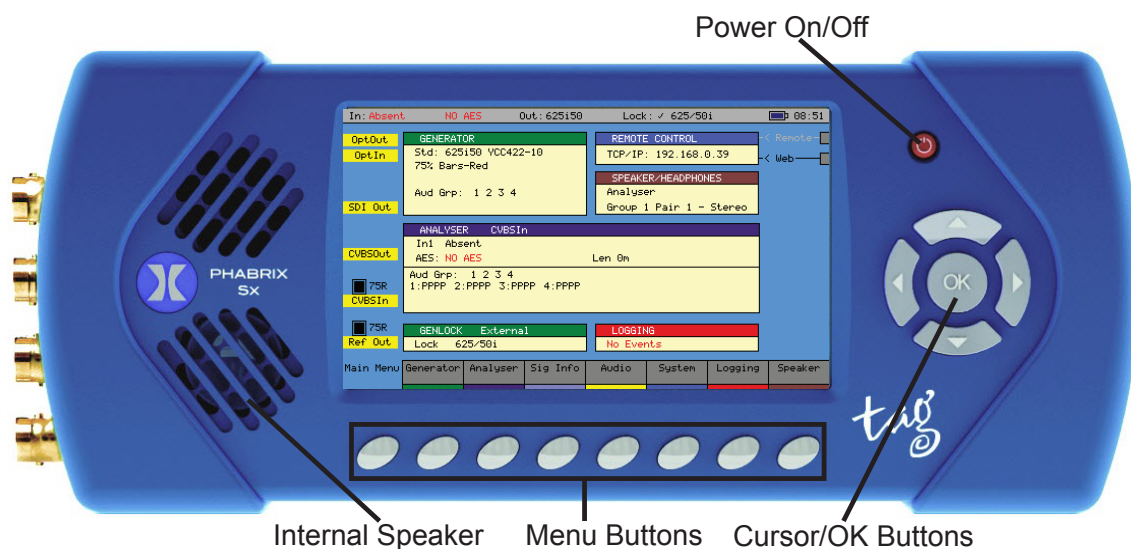 Power On/Off
In: Absent NO AES Out: 625i50 Lock: ✓ 625/50i 08:51
OptOut
OptIn
SDI Out
CVBSOut
75R
CVBSIn
75R
Ref Out
GENERATOR
Std: 625i50 YCC422-10
75% Bars-Red
Aud Grp: 1 2 3 4
REMOTE CONTROL
TCP/IP: 192.168.0.39
< Remote
< Web
SPEAKER/HEADPHONES
Analyser
Group 1 Pair 1 - Stereo
ANALYSER CVBSIn
In1 Absent
AES: NO AES Len 0m
Aud Grp: 1 2 3 4
1:PPPP 2:PPPP 3:PPPP 4:PPPP
GENLOCK External
Lock 625/50i
LOGGING
No Events
Main Menu Generator Analyser Sig Info Audio System Logging Speaker
PHABRIX
Sx
OK
tag
Internal Speaker
Menu Buttons
Cursor/OK Buttons